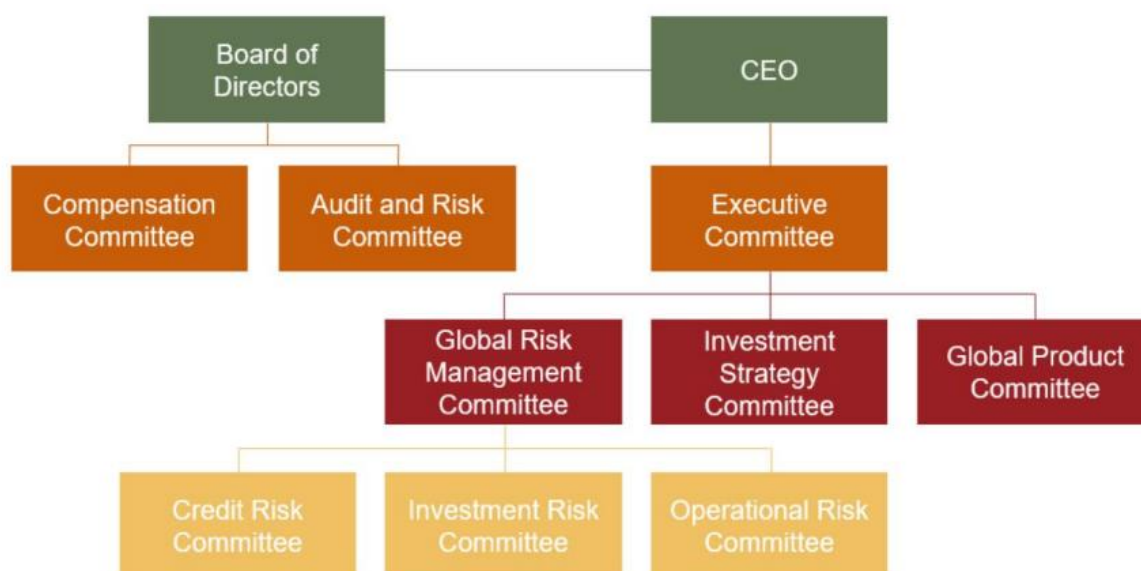 Board of
Directors
CEO
Compensation
Committee
Audit and Risk
Committee
Executive
Committee
Global Risk
Management
Committee
Investment
Strategy
Committee
Global Product
Committee
Credit Risk
Committee
Investment Risk
Committee
Operational Risk
Committee